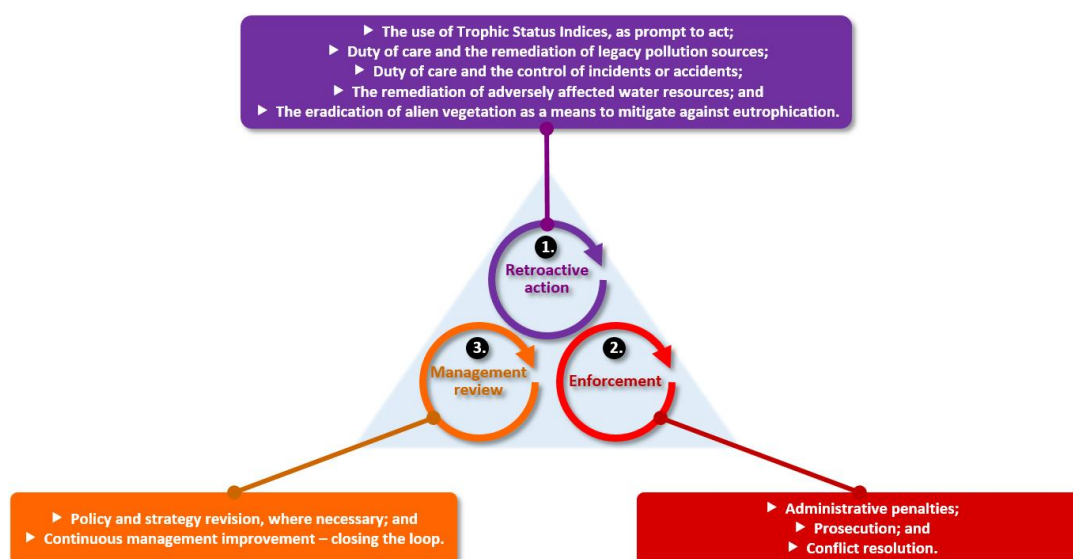 ► The use of Trophic Status Indices, as prompt to act;
► Duty of care and the remediation of legacy pollution sources;
► Duty of care and the control of incidents or accidents;
► The remediation of adversely affected water resources; and
► The eradication of alien vegetation as a means to mitigate against eutrophication.
1.
Retroactive
action
3.
Management
review
2.
Enforcement
► Policy and strategy revision, where necessary; and
► Continuous management improvement – closing the loop.
► Administrative penalties;
► Prosecution; and
► Conflict resolution.